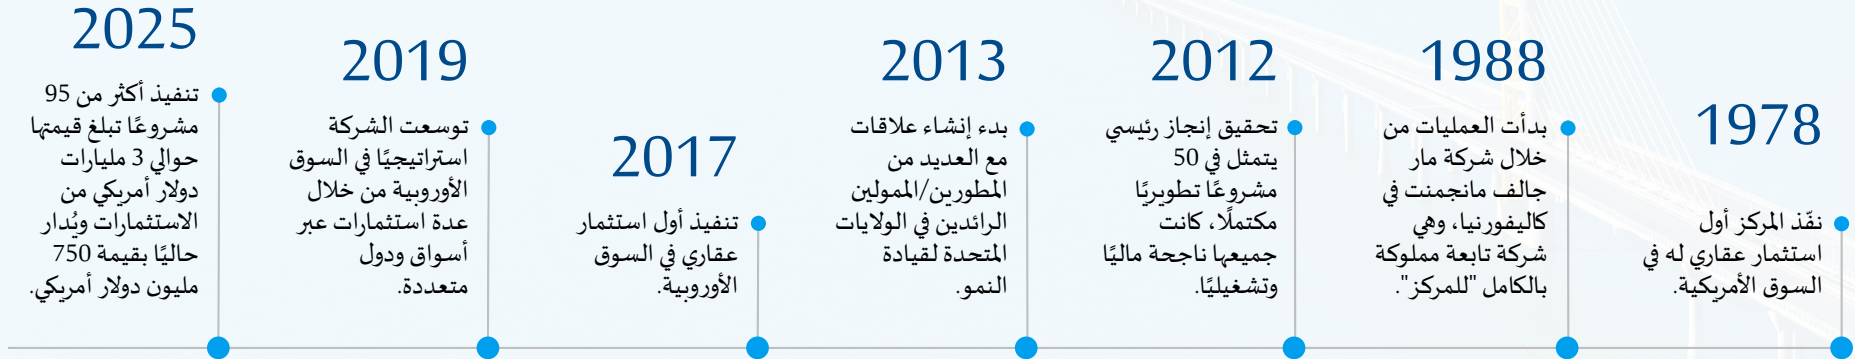 1978
نفّذ المركز أول
استثمار عقاري له في
السوق الأمريكية.
1988
بدأت العمليات من
خلال شركة مار
جالف مانجمنت في
كاليفورنيا، وهي
شركة تابعة مملوكة
بالكامل "للمركز".
2012
تحقيق إنجاز رئيسي
يتمثل في 50
مشروعًا تطويريًا
مكتملًا، كانت
جميعها ناجحة ماليًا
وتشغيليًا.
2013
بدء إنشاء علاقات
مع العديد من
المطورين/الممولين
الرائدين في الولايات
المتحدة لقيادة
النمو.
2017
تنفيذ أول استثمار
عقاري في السوق
الأوروبية.
2019
توسعت الشركة
استراتيجيًا في السوق
الأوروبية من خلال
عدة استثمارات عبر
أسواق ودول
متعددة.
2025
تنفيذ أكثر من 95
مشروعًا تبلغ قيمتها
حوالي 3 مليارات
دولار أمريكي من
الاستثمارات ويُدار
حاليًا بقيمة 750
مليون دولار أمريكي.